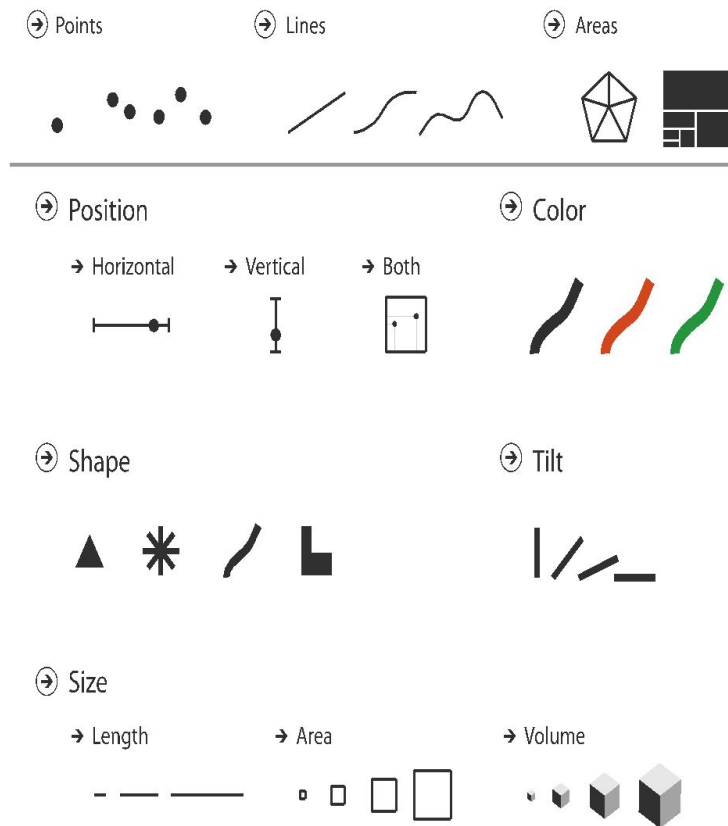 Points
Lines
Areas
Position
Horizontal
Vertical
Both
Color
Shape
Tilt
Size
Length
Area
Volume